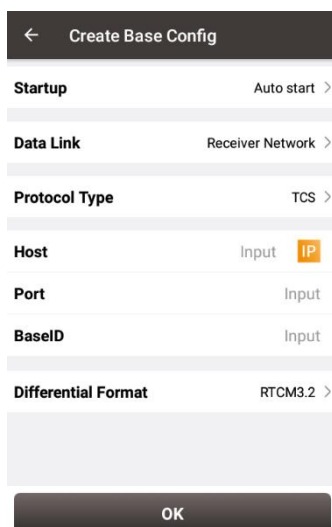 ← Create Base Config
Startup Auto start >
Data Link Receiver Network >
Protocol Type TCS >
Host Input IP
Port Input
BaseID Input
Differential Format RTCM3.2 >
OK